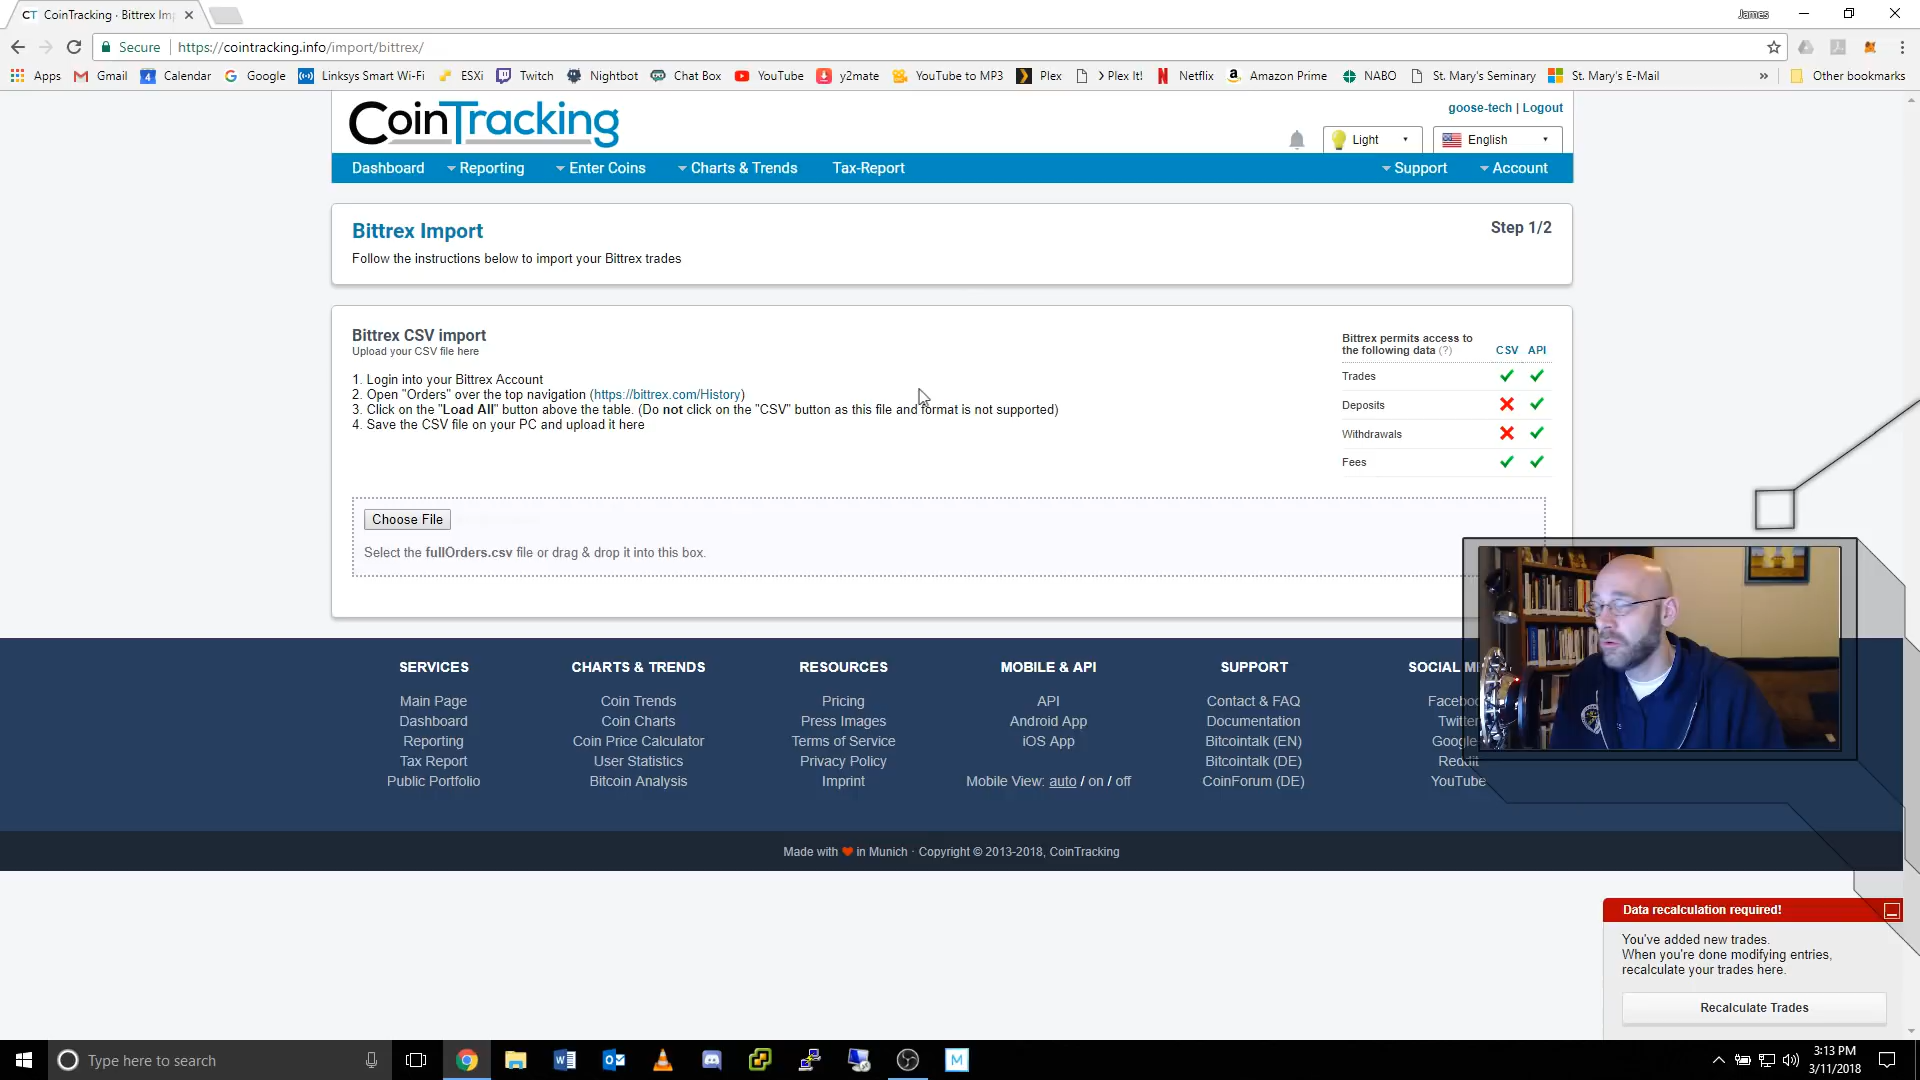 CT CoinTracking · Bittrex Im
James
Secure https://cointracking.info/import/bittrex/
Apps Gmail 4 Calendar Google Linksys Smart Wi-Fi ESXi Twitch Nightbot Chat Box YouTube y2mate YouTube to MP3 Plex > Plex It! Netflix Amazon Prime NABO St. Mary's Seminary St. Mary's E-Mail » Other bookmarks
CoinTracking
goose-tech | Logout
Light English
Dashboard Reporting Enter Coins Charts & Trends Tax-Report Support Account
Bittrex Import
Step 1/2
Follow the instructions below to import your Bittrex trades
Bittrex CSV import
Upload your CSV file here
1. Login into your Bittrex Account
2. Open "Orders" over the top navigation (https://bittrex.com/History)
3. Click on the "Load All" button above the table. (Do not click on the "CSV" button as this file and format is not supported)
4. Save the CSV file on your PC and upload it here
Bittrex permits access to
the following data (?) CSV API
Trades
Deposits
Withdrawals
Fees
Choose File
Select the fullOrders.csv file or drag & drop it into this box.
SERVICES CHARTS & TRENDS RESOURCES MOBILE & API SUPPORT SOCIAL M
Main Page Coin Trends Pricing API Contact & FAQ Faceboo
Dashboard Coin Charts Press Images Android App Documentation Twitter
Reporting Coin Price Calculator Terms of Service iOS App Bitcointalk (EN) Google
Tax Report User Statistics Privacy Policy Bitcointalk (DE) Reddit
Public Portfolio Bitcoin Analysis Imprint Mobile View: auto / on / off CoinForum (DE) YouTube
Made with in Munich · Copyright © 2013-2018, CoinTracking
Data recalculation required!
You've added new trades.
When you're done modifying entries,
recalculate your trades here.
Recalculate Trades
Type here to search
M
3:13 PM
3/11/2018